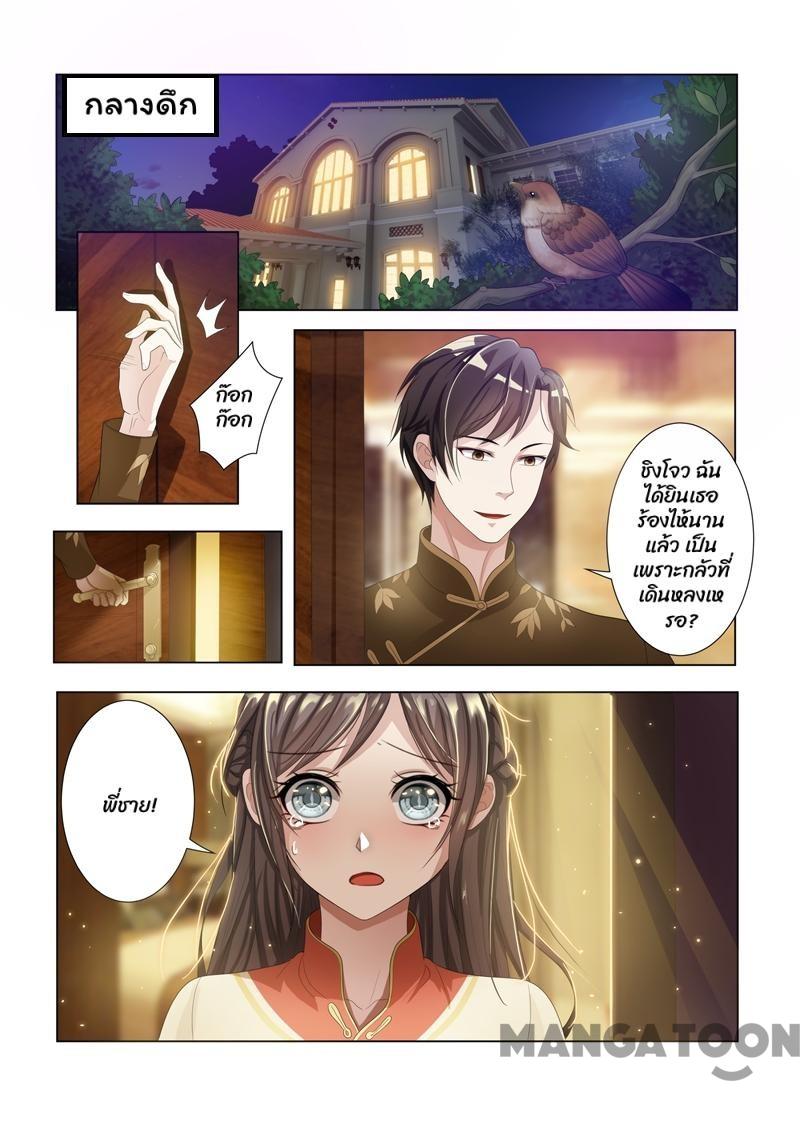 กลางดึก
ก๊อก
ก๊อก
ชิงโจว ฉัน
ได้ยินเธอ
ร้องไห้นาน
แล้ว เป็น
เพราะกลัวที่
เดินหลงเห
รอ?
พี่ชาย!
MANGATOON